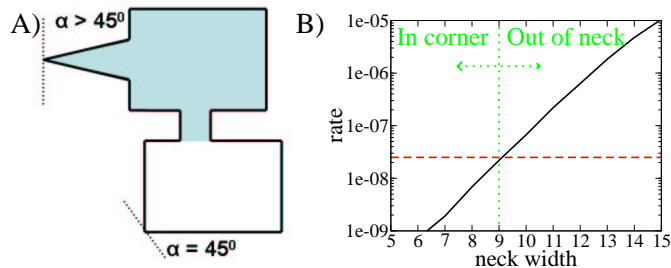 A)
α > 45⁰
α = 45⁰
B)
In corner Out of neck
1e-05
1e-06
1e-07
1e-08
1e-09
rate
5 6 7 8 9 10 11 12 13 14 15
neck width